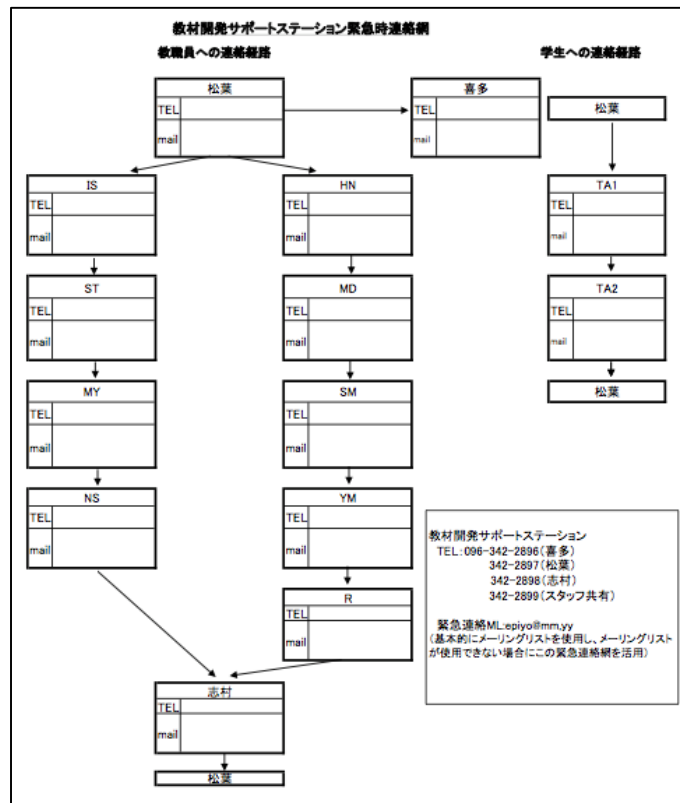 教材開発サポートステーション緊急時連絡網
教職員への連絡経路
学生への連絡経路
松葉
TEL
mail
喜多
TEL
mail
松葉
IS
TEL
mail
HN
TEL
mail
TA1
TEL
mail
ST
TEL
mail
MD
TEL
mail
TA2
TEL
mail
MY
TEL
mail
SM
TEL
mail
松葉
NS
TEL
mail
YM
TEL
mail
R
TEL
mail
教材開発サポートステーション
TEL:096-342-2896(喜多)
342-2897(松葉)
342-2898(志村)
342-2899(スタッフ共有)
緊急連絡ML:epiyo@mm.yy
(基本的にメーリングリストを使用し、メーリングリスト
が使用できない場合にこの緊急連絡網を活用)
志村
TEL
mail
松葉